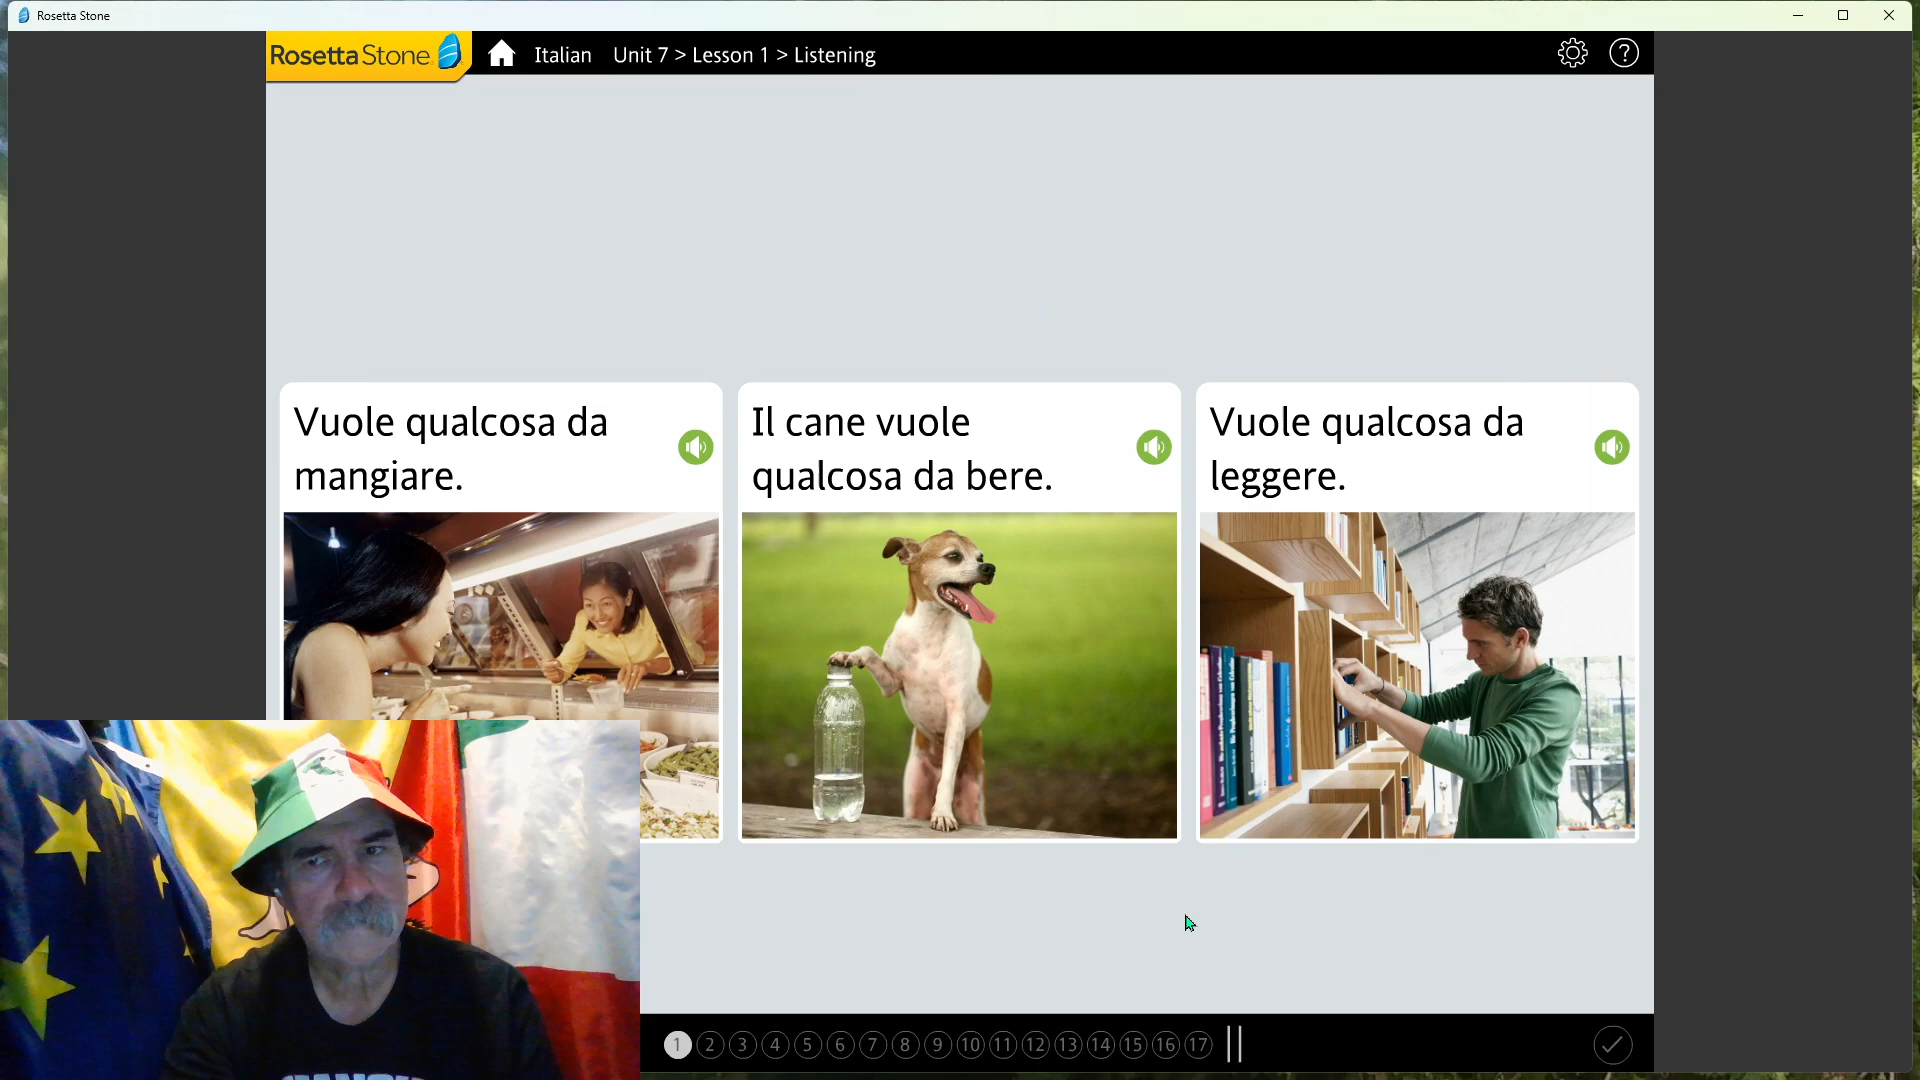 Rosetta Stone
RosettaStone
Italian Unit 7 > Lesson 1 > Listening
?
Vuole qualcosa da
mangiare.
Il cane vuole
qualcosa da bere.
Vuole qualcosa da
leggere.
1 2 3 4 5 6 7 8 9 10 11 12 13 14 15 16 17